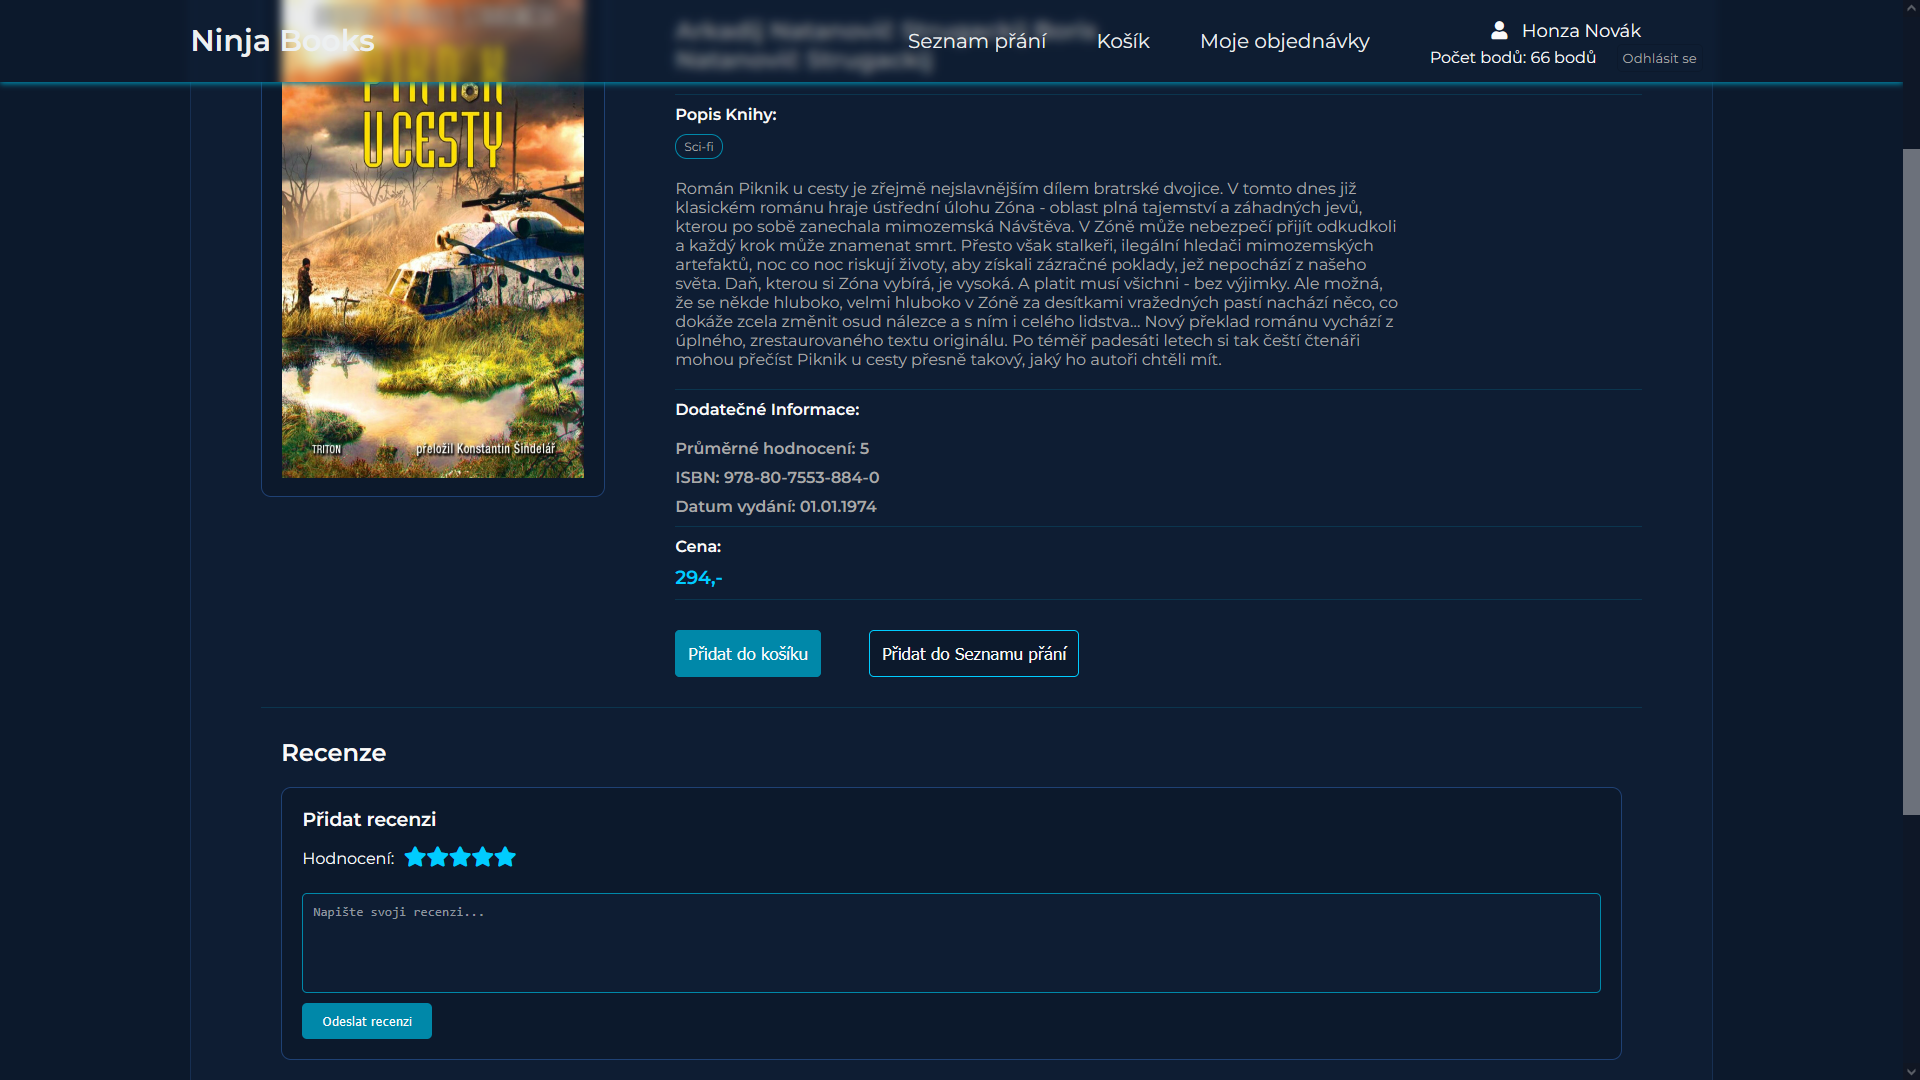 Ninja Books
Seznam přání
Košík
Moje objednávky
Honza Novák
Počet bodů: 66 bodů
Odhlásit se
Arkadij Natanovič Strugackij Boris
Natanovič Strugackij
PIKNIK
U CESTY
TRITON
přeložil Konstantin Šindelář
Popis Knihy:
Sci-fi
Román Piknik u cesty je zřejmě nejslavnějším dílem bratrské dvojice. V tomto dnes již
klasickém románu hraje ústřední úlohu Zóna - oblast plná tajemství a záhadných jevů,
kterou po sobě zanechala mimozemská Návštěva. V Zóně může nebezpečí přijít odkudkoli
a každý krok může znamenat smrt. Přesto však stalkeři, ilegální hledači mimozemských
artefaktů, noc co noc riskují životy, aby získali zázračné poklady, jež nepochází z našeho
světa. Daň, kterou si Zóna vybírá, je vysoká. A platit musí všichni - bez výjimky. Ale možná,
že se někde hluboko, velmi hluboko v Zóně za desítkami vražedných pastí nachází něco, co
dokáže zcela změnit osud nálezce a s ním i celého lidstva... Nový překlad románu vychází z
úplného, zrestaurovaného textu originálu. Po téměř padesáti letech si tak čeští čtenáři
mohou přečíst Piknik u cesty přesně takový, jaký ho autoři chtěli mít.
Dodatečné Informace:
Průměrné hodnocení: 5
ISBN: 978-80-7553-884-0
Datum vydání: 01.01.1974
Cena:
294,-
Přidat do košíku
Přidat do Seznamu přání
Recenze
Přidat recenzi
Hodnocení:
Napište svoji recenzi...
Odeslat recenzi